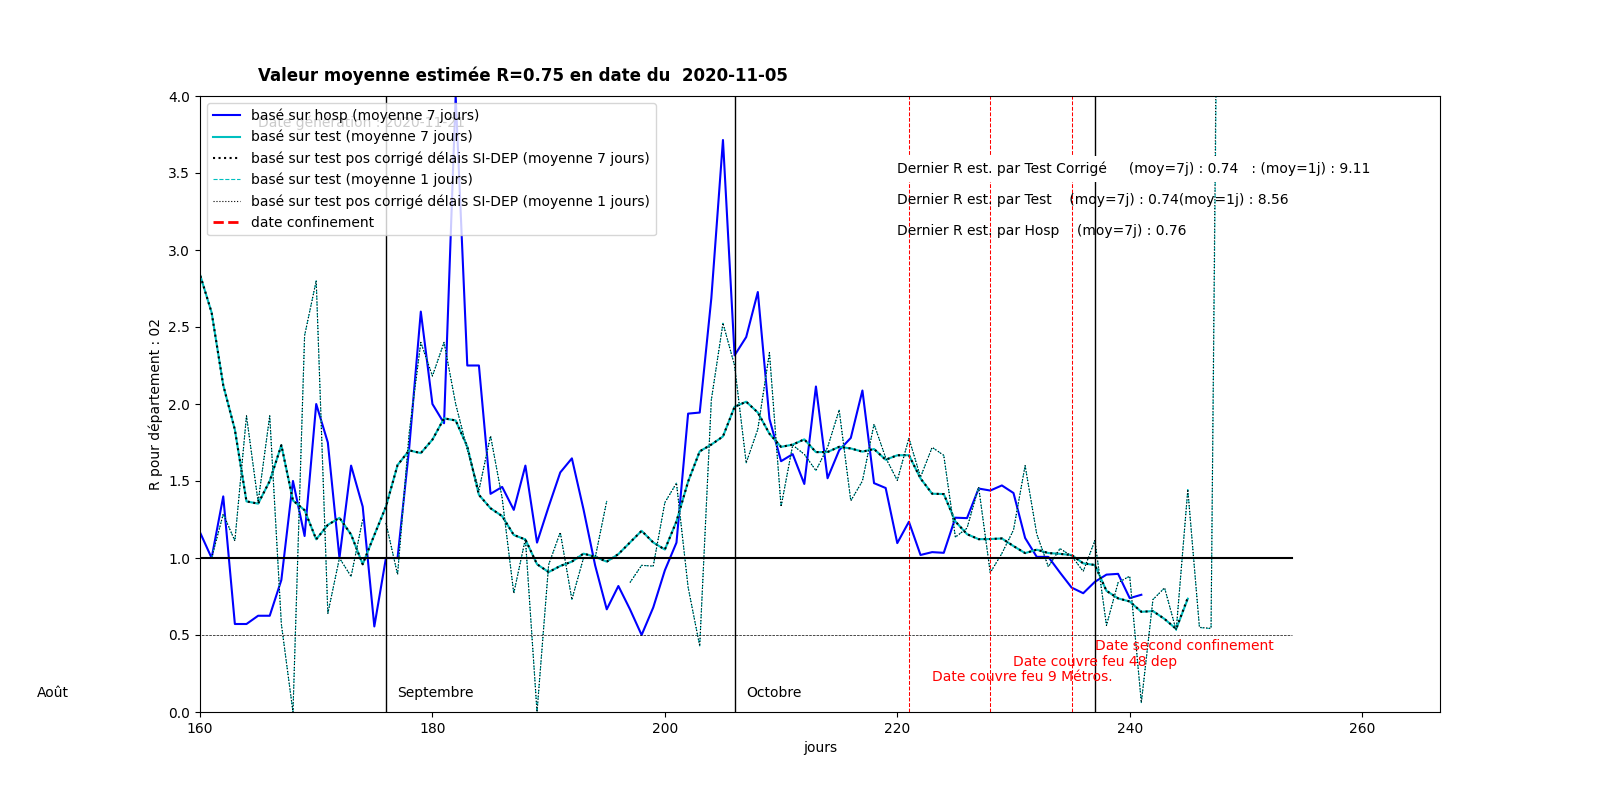 Valeur moyenne estimée R=0.75 en date du  2020-11-05
basé sur hosp (moyenne 7 jours)
basé sur test (moyenne 7 jours)
basé sur test pos corrigé délais SI-DEP (moyenne 7 jours)
basé sur test (moyenne 1 jours)
basé sur test pos corrigé délais SI-DEP (moyenne 1 jours)
date confinement
Dernier R est. par Test Corrigé     (moy=7j) : 0.74   : (moy=1j) : 9.11
Dernier R est. par Test    (moy=7j) : 0.74(moy=1j) : 8.56
Dernier R est. par Hosp    (moy=7j) : 0.76
R pour département : 02
4.0
3.5
3.0
2.5
2.0
1.5
1.0
0.5
0.0
Date second confinement
Date couvre feu 48 dep
Date couvre feu 9 Métros.
Août
Septembre
Octobre
160
180
200
220
240
260
jours